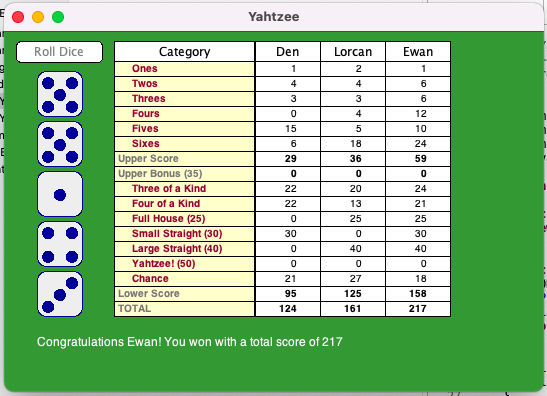 Yahtzee
Roll Dice
Category Den Lorcan Ewan
Ones 1 2 1
Twos 4 4 6
Threes 3 3 6
Fours 0 4 12
Fives 15 5 10
Sixes 6 18 24
Upper Score 29 36 59
Upper Bonus (35) 0 0 0
Three of a Kind 22 20 24
Four of a Kind 22 13 21
Full House (25) 0 25 25
Small Straight (30) 30 0 30
Large Straight (40) 0 40 40
Yahtzee! (50) 0 0 0
Chance 21 27 18
Lower Score 95 125 158
TOTAL 124 161 217
Congratulations Ewan! You won with a total score of 217